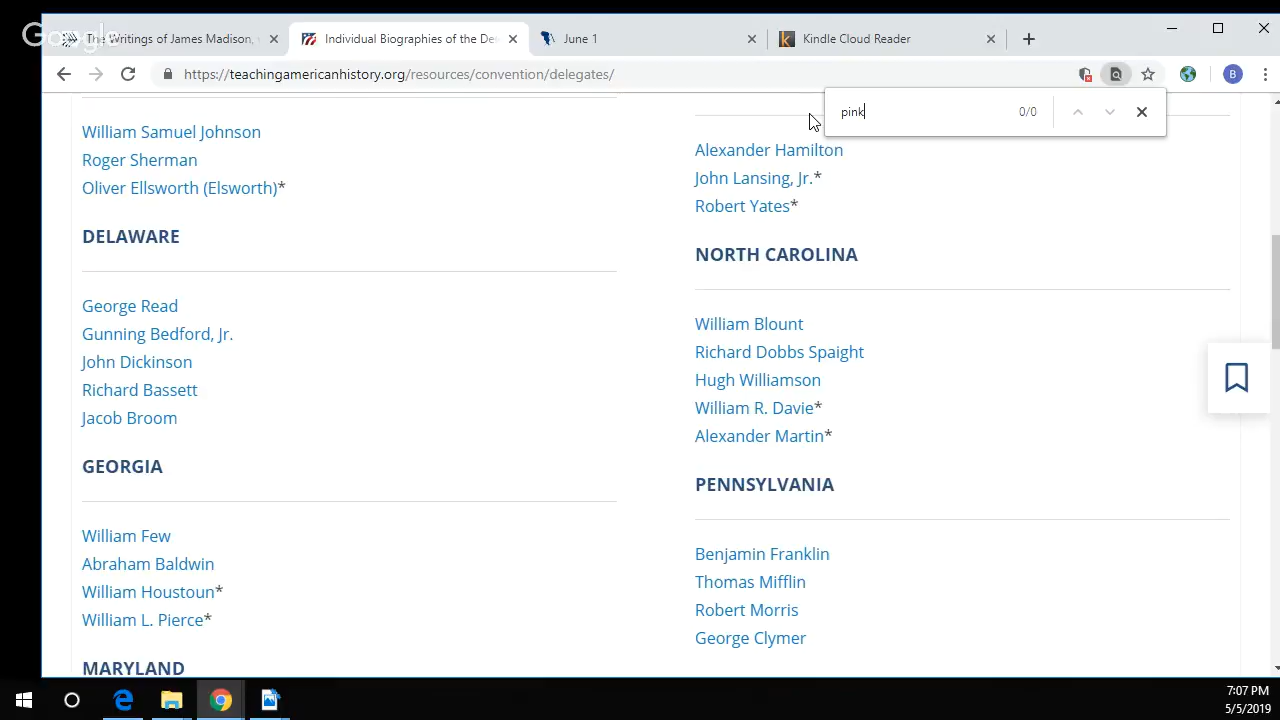 Google
The Writings of James Madison,
Individual Biographies of the De
June 1
Kindle Cloud Reader
https://teachingamericanhistory.org/resources/convention/delegates/
B
pink
0/0
William Samuel Johnson
Roger Sherman
Oliver Ellsworth (Elsworth)*
DELAWARE
George Read
Gunning Bedford, Jr.
John Dickinson
Richard Bassett
Jacob Broom
GEORGIA
William Few
Abraham Baldwin
William Houstoun*
William L. Pierce*
MARYLAND
Alexander Hamilton
John Lansing, Jr.*
Robert Yates*
NORTH CAROLINA
William Blount
Richard Dobbs Spaight
Hugh Williamson
William R. Davie*
Alexander Martin*
PENNSYLVANIA
Benjamin Franklin
Thomas Mifflin
Robert Morris
George Clymer
7:07 PM
5/5/2019